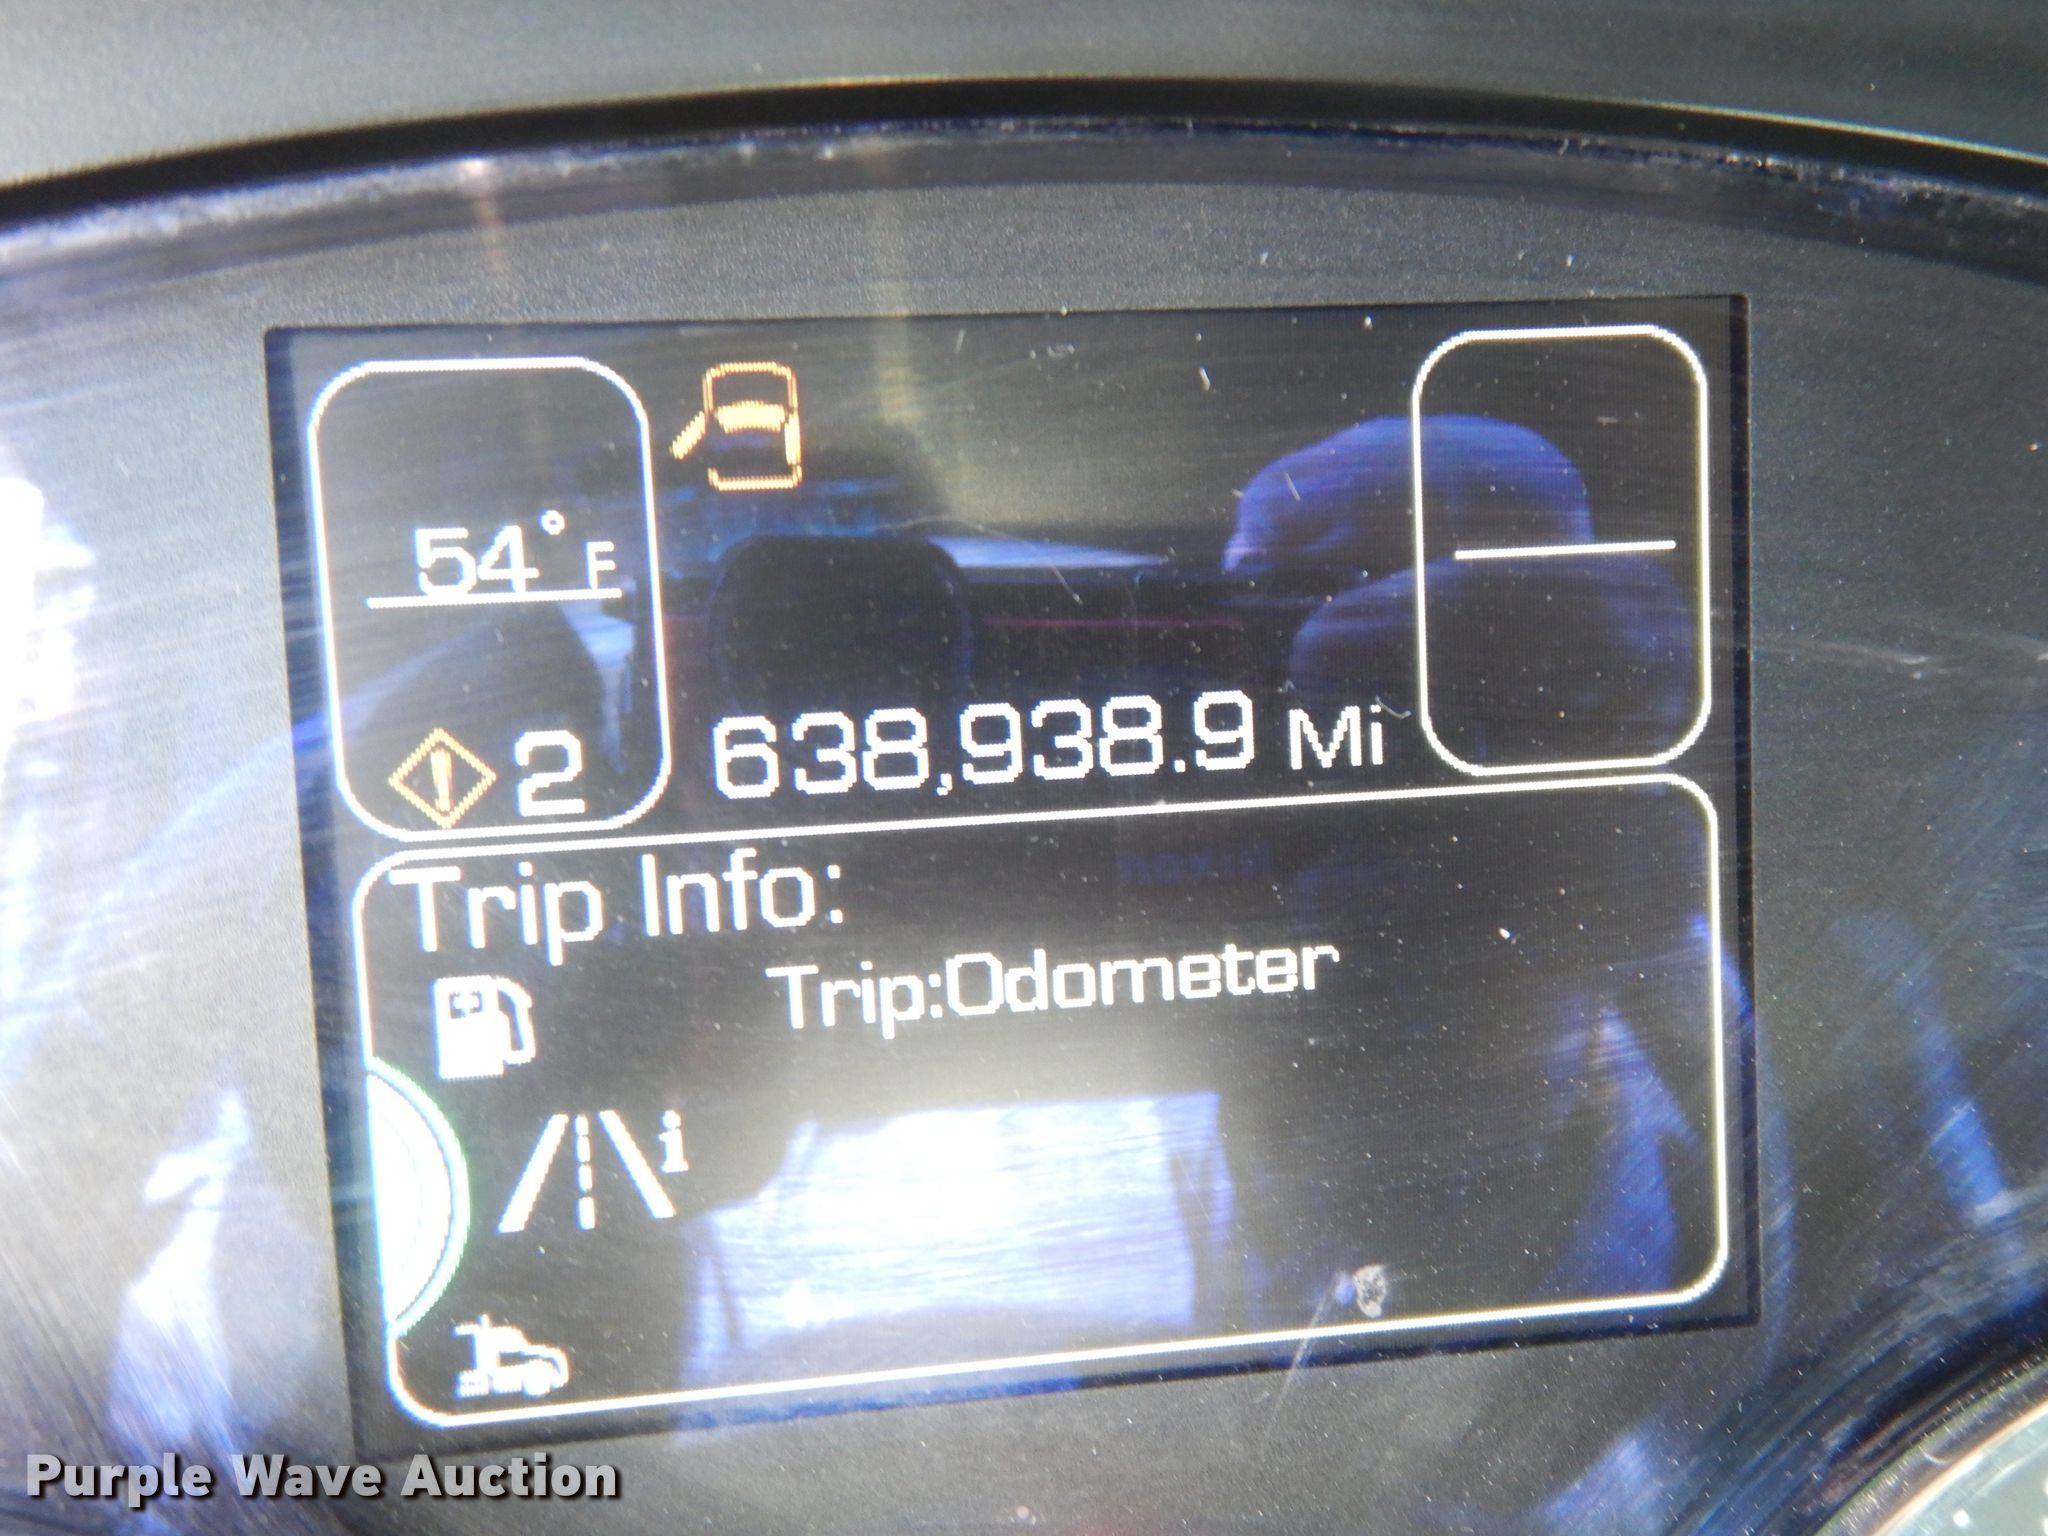 54° F
2
638,938.9 Mi
Trip Info:
Trip:Odometer
i
Purple Wave Auction